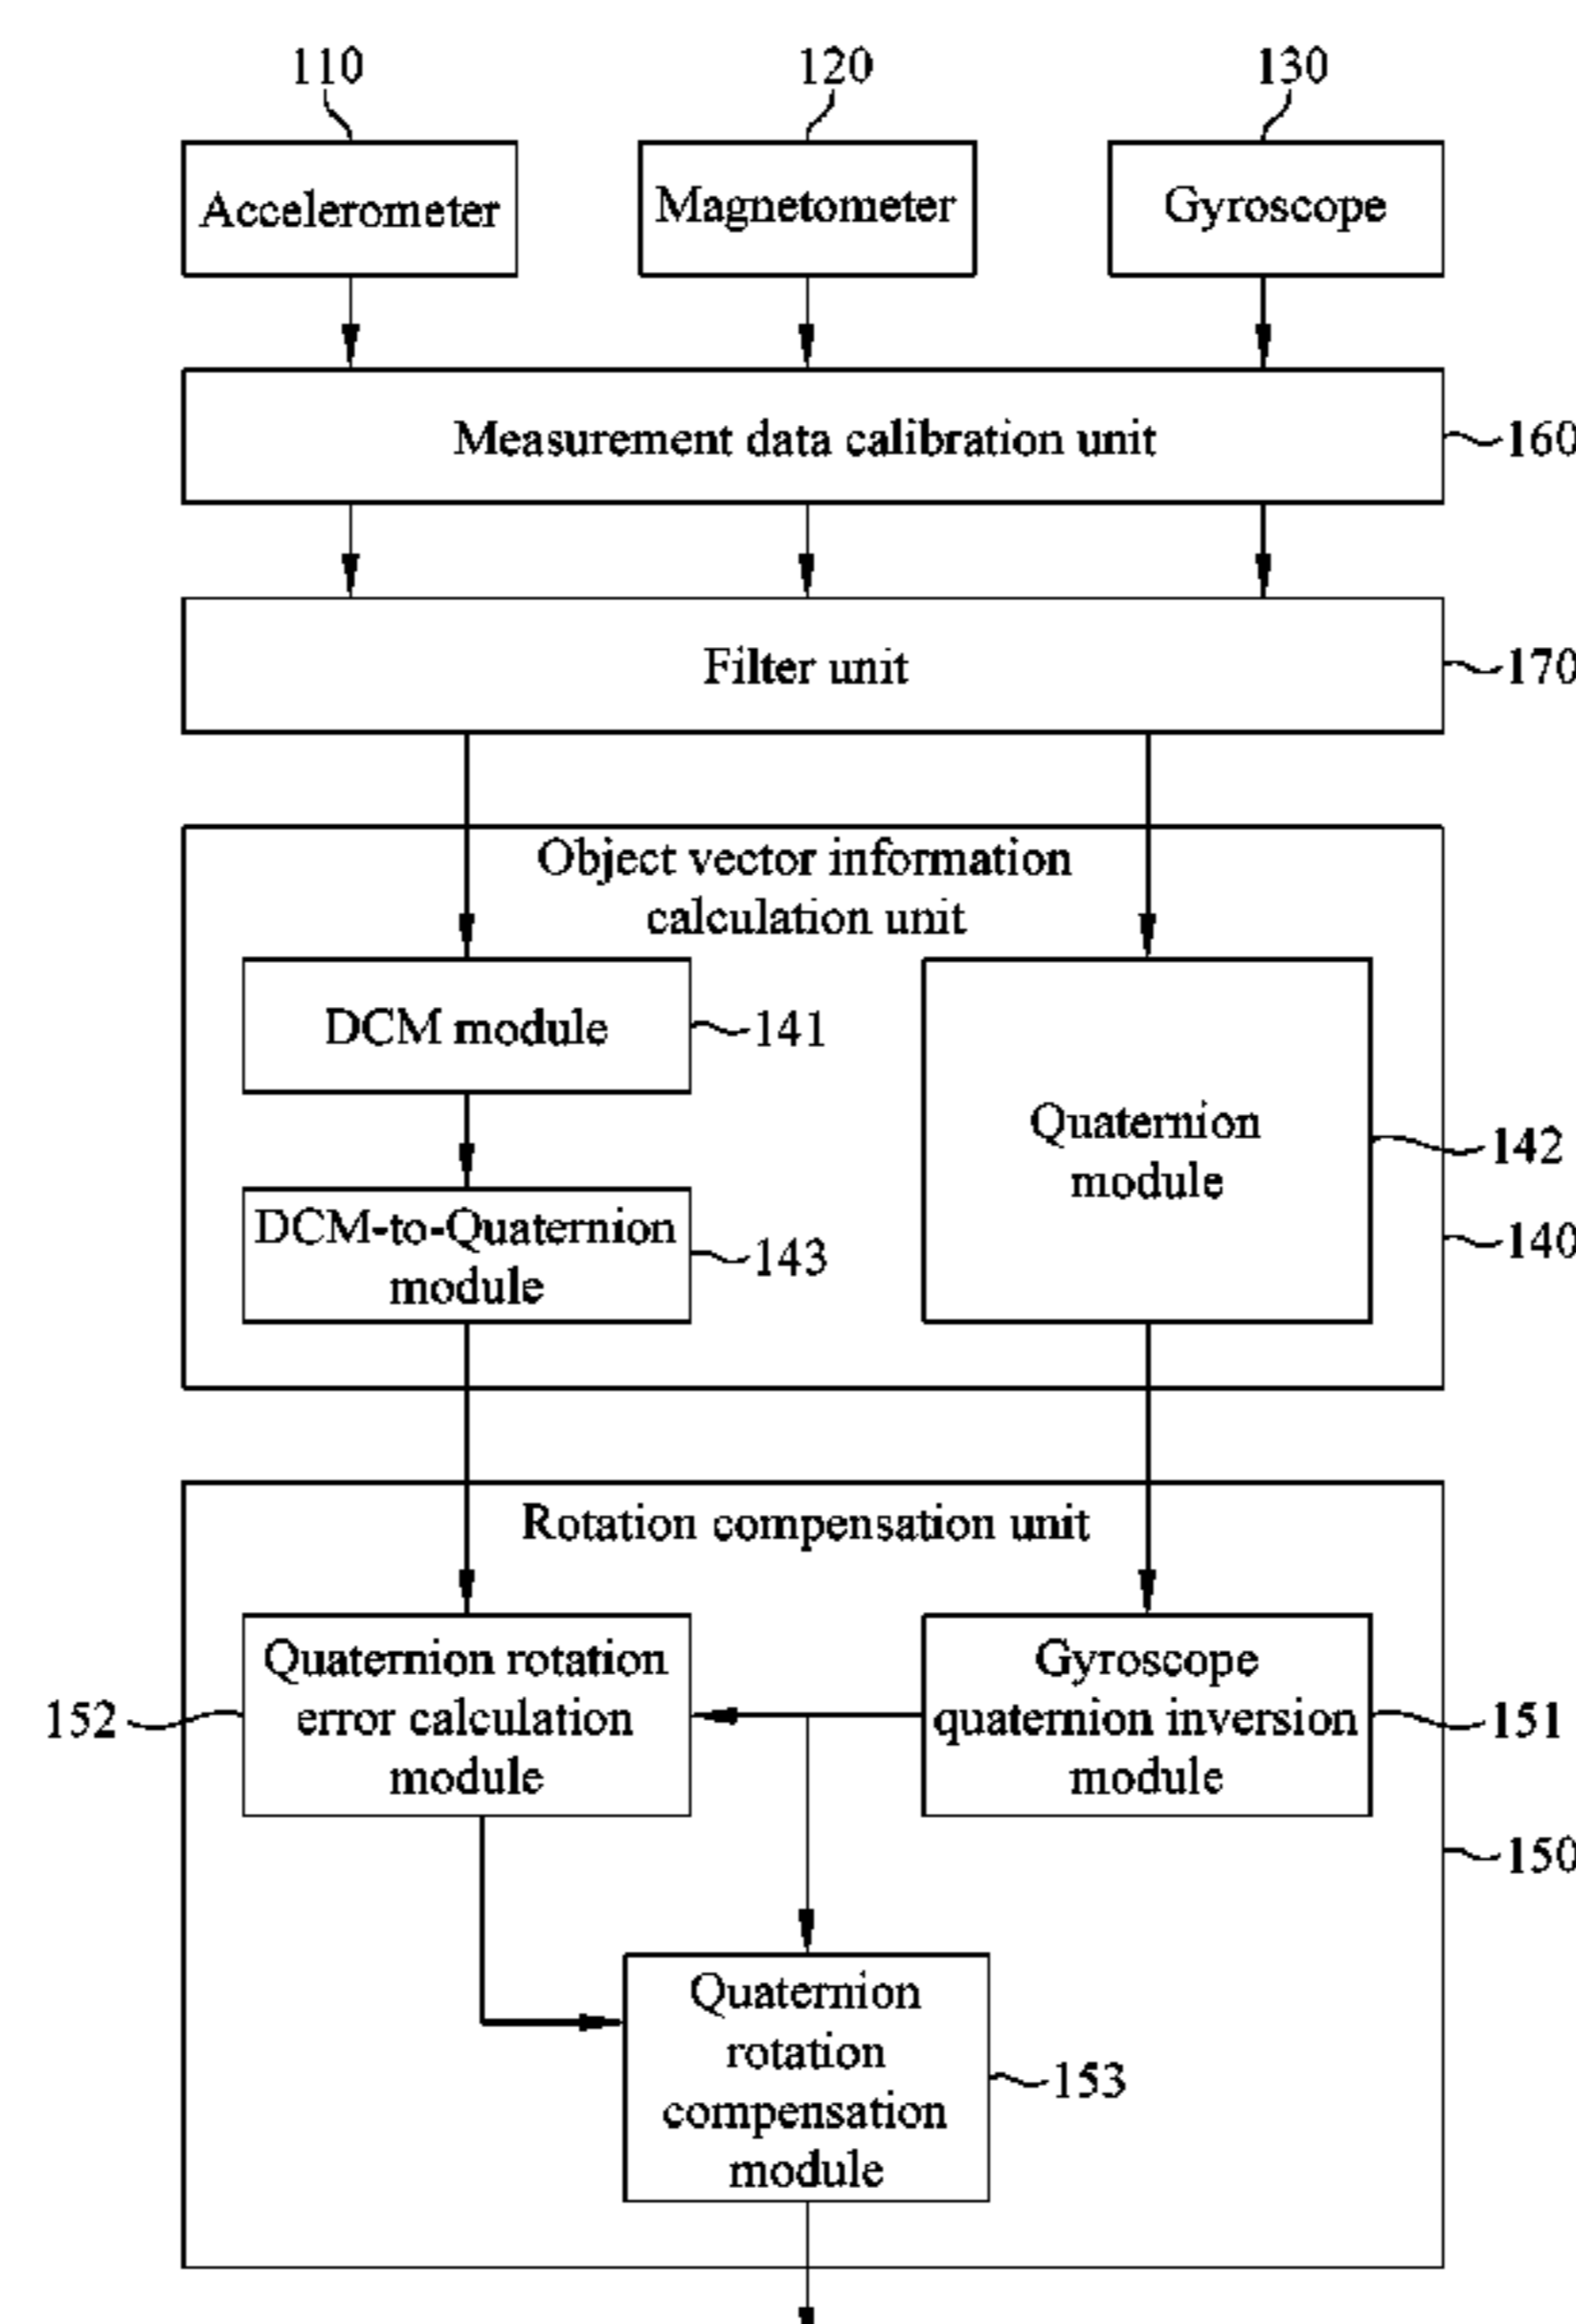 110
120
130
Accelerometer
Magnetometer
Gyroscope
Measurement data calibration unit
160
Filter unit
170
Object vector information
calculation unit
DCM module
141
Quaternion
module
142
DCM-to-Quaternion
module
143
140
Rotation compensation unit
Quaternion rotation
error calculation
module
152
Gyroscope
quaternion inversion
module
151
150
Quaternion
rotation
compensation
module
153